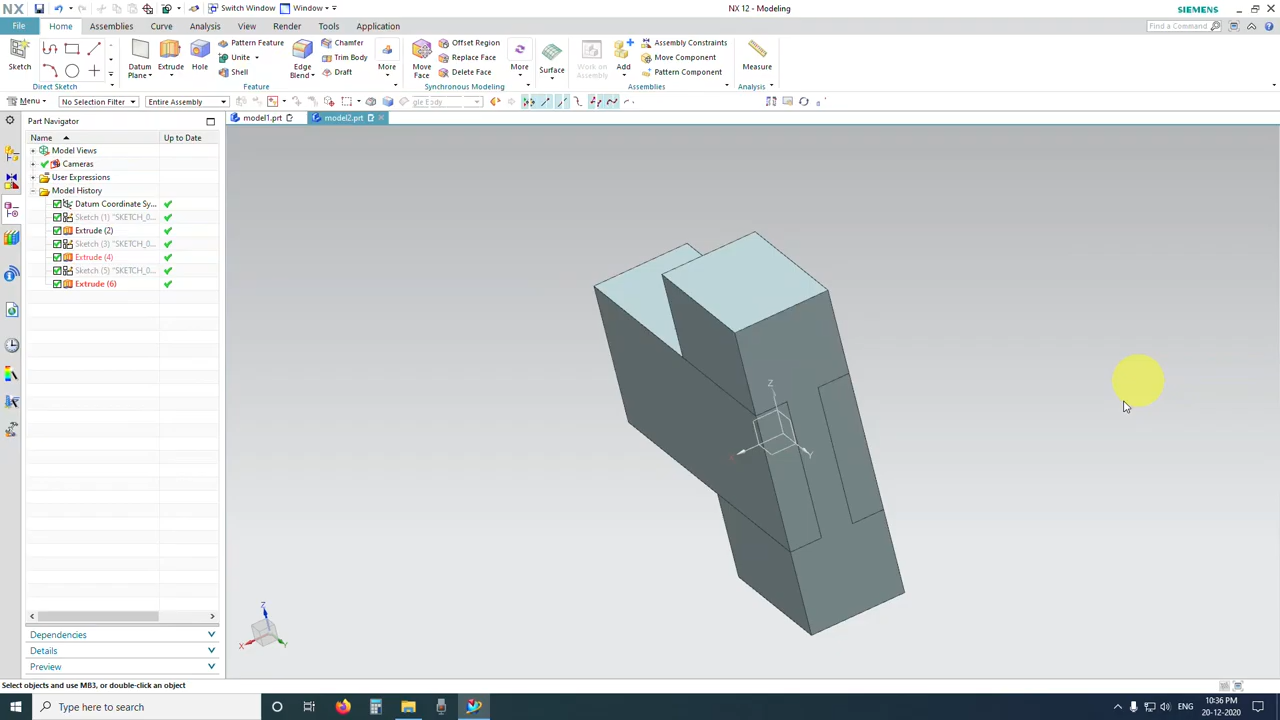 NX
Switch Window
Window
NX 12 - Modeling
SIEMENS
File
Home
Assemblies
Curve
Analysis
View
Render
Tools
Application
Find a Command
Sketch
Direct Sketch
Datum Plane
Extrude
Hole
Pattern Feature
Unite
Shell
Edge Blend
Chamfer
Trim Body
Draft
More
Feature
Move Face
Offset Region
Replace Face
Delete Face
More
Synchronous Modeling
Surface
Work on Assembly
Add
Assembly Constraints
Move Component
Pattern Component
Assemblies
Measure
Analysis
Menu
No Selection Filter
Entire Assembly
gle Body
Part Navigator
model1.prt
model2.prt
Name
Up to Date
Model Views
Cameras
User Expressions
Model History
Datum Coordinate Sy...
Sketch (1) "SKETCH_0...
Extrude (2)
Sketch (3) "SKETCH_0...
Extrude (4)
Sketch (5) "SKETCH_0...
Extrude (6)
Z
Y
Z
X
Y
Dependencies
Details
Preview
Select objects and use MB3, or double-click an object
Type here to search
ENG
10:36 PM
20-12-2020